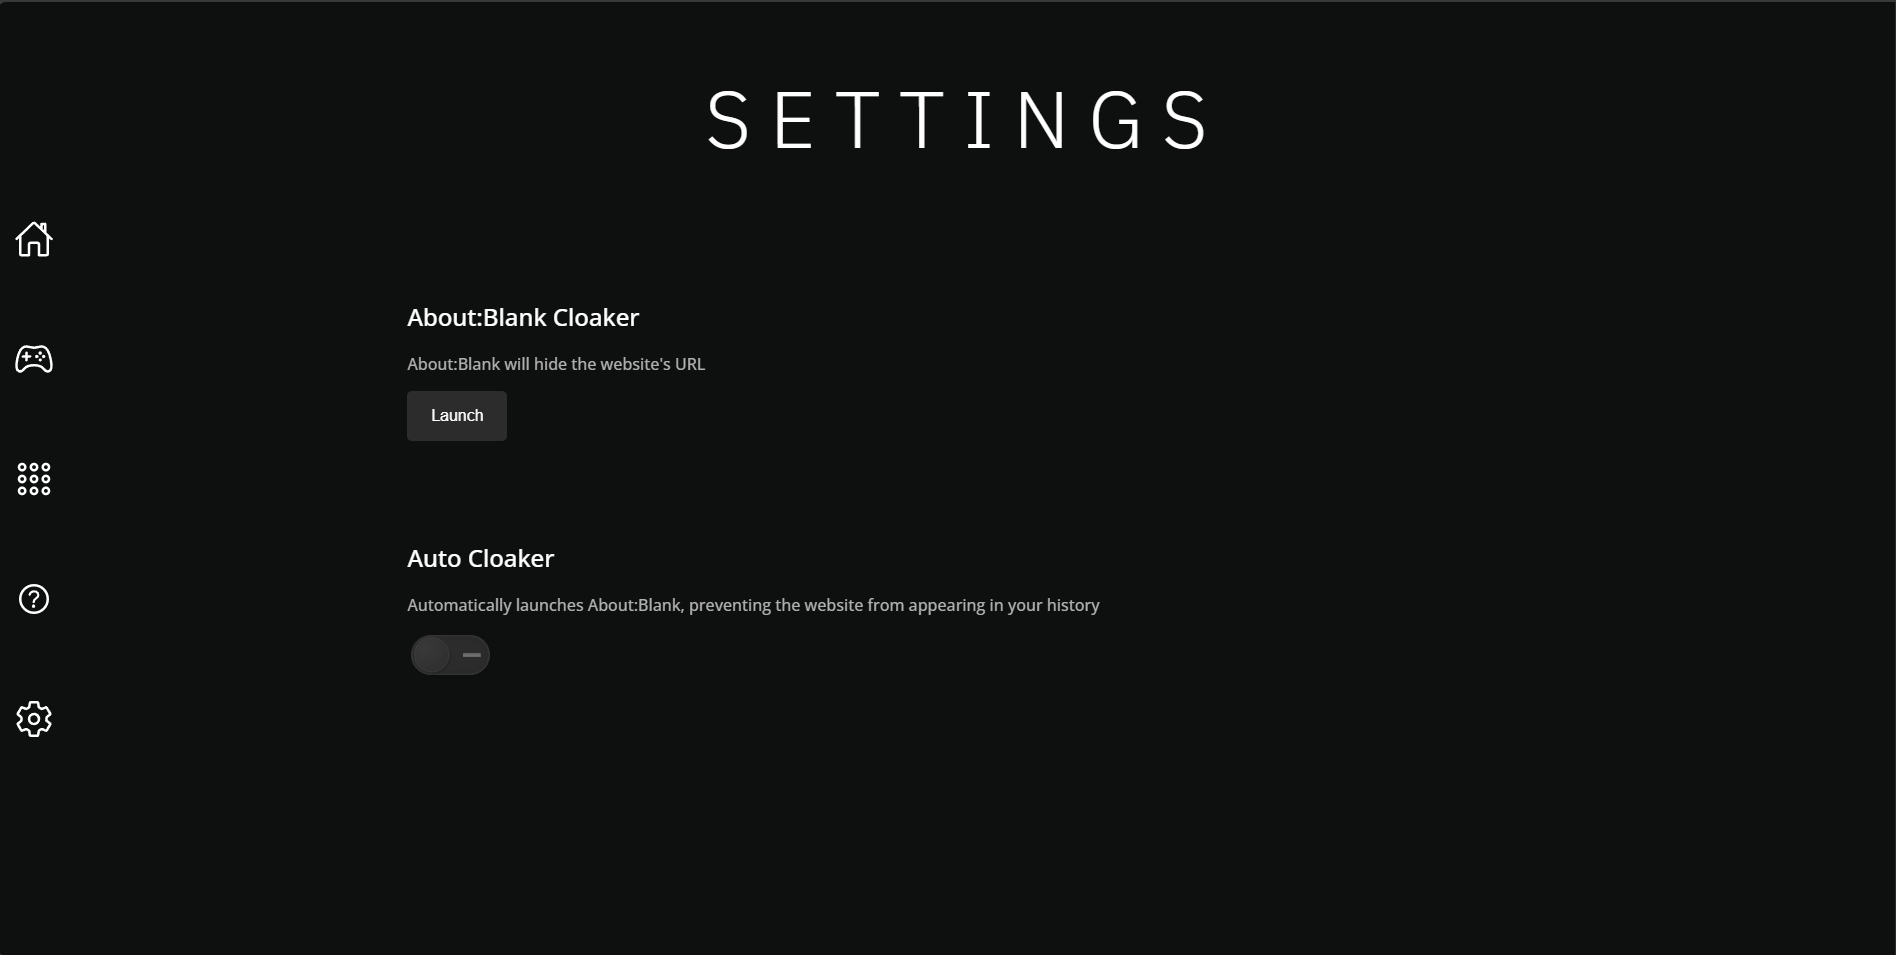 SETTINGS
About:Blank Cloaker
About:Blank will hide the website's URL
Launch
Auto Cloaker
Automatically launches About:Blank, preventing the website from appearing in your history